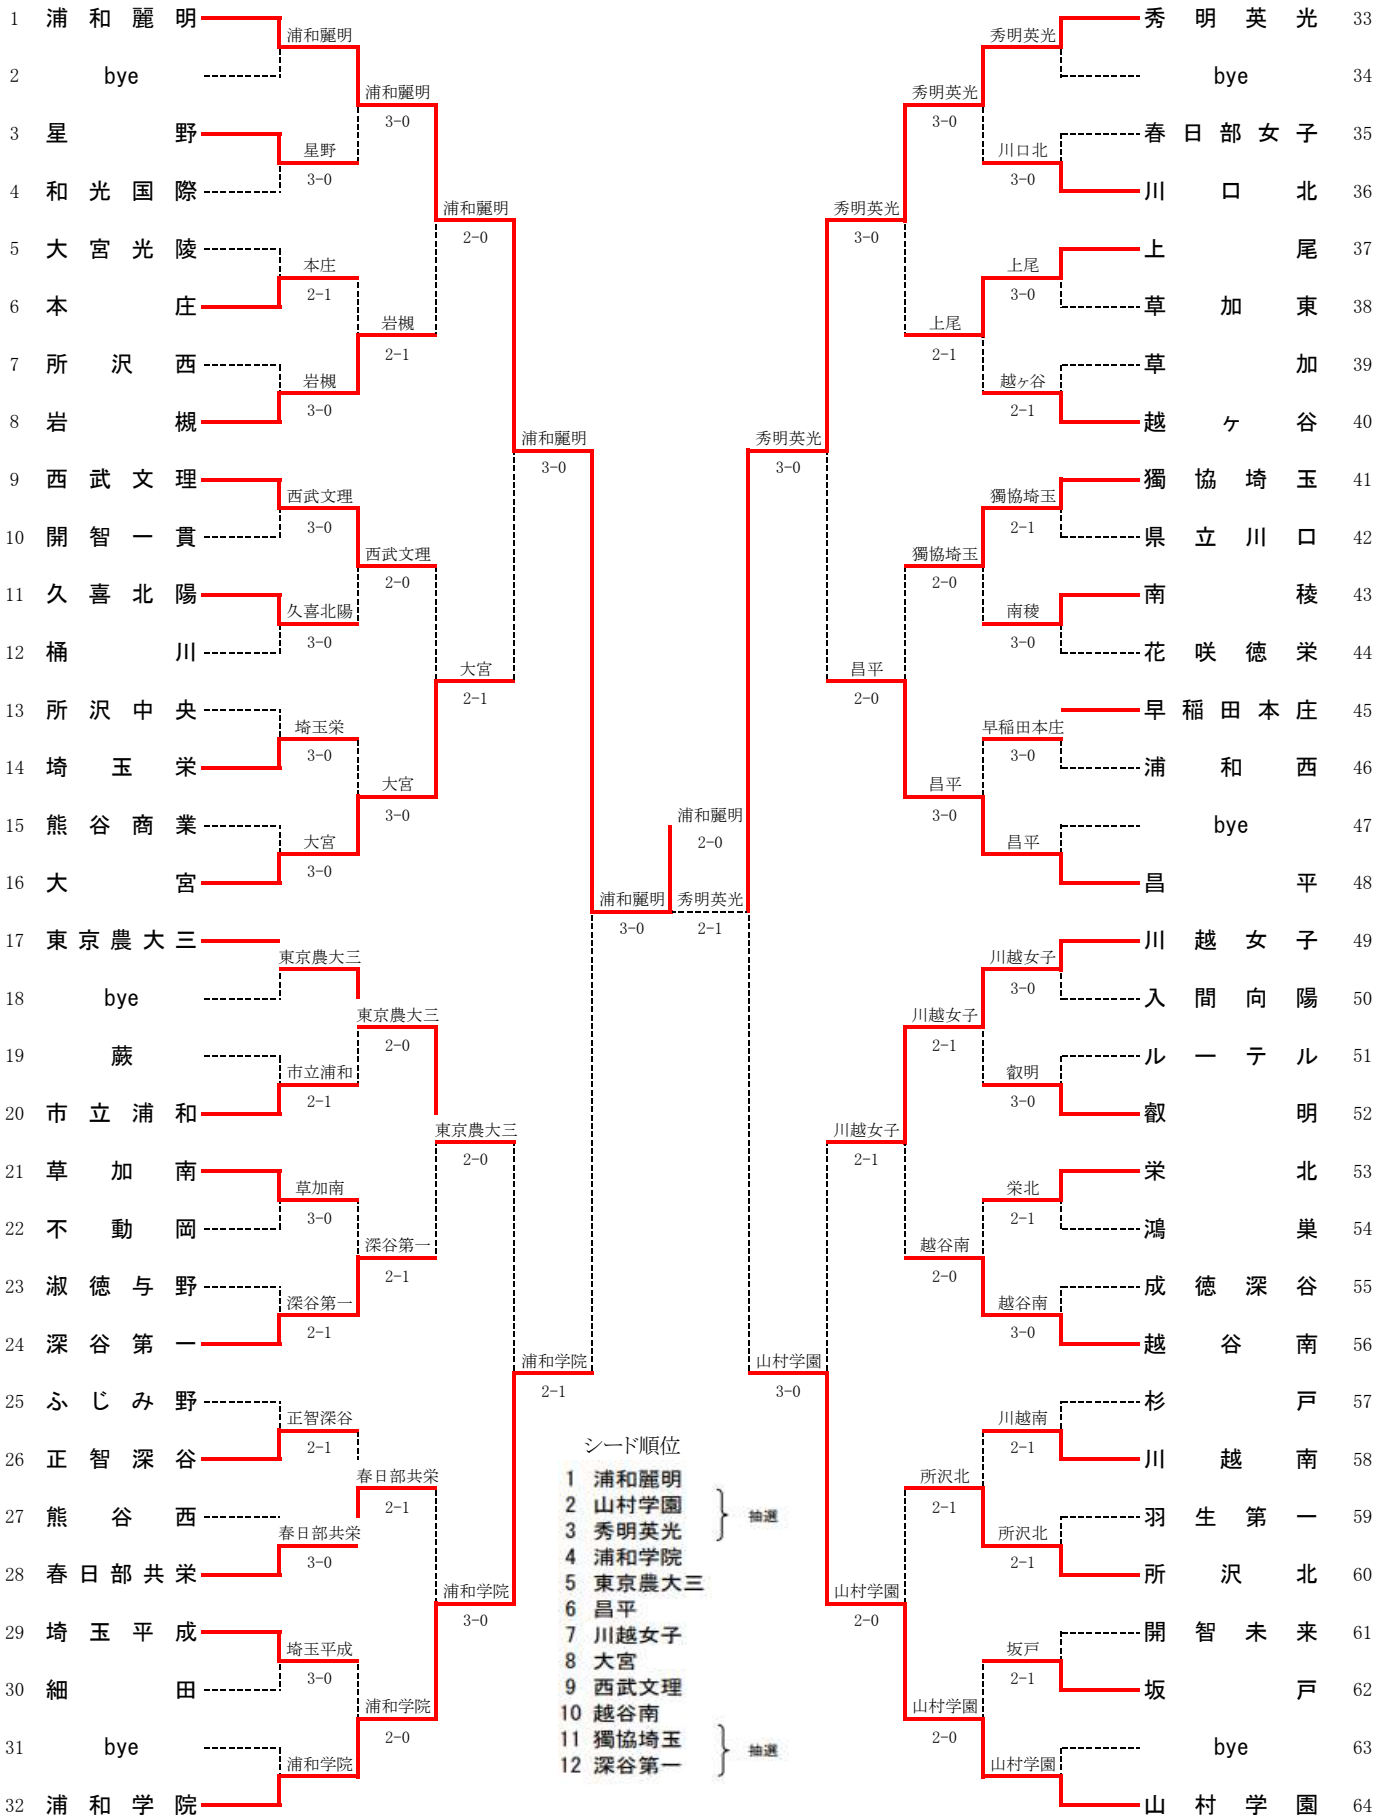 1 浦和麗明
2 bye
3 星野
4 和光国際
5 大宮光陵
6 本庄
7 所沢西
8 岩槻
9 西武文理
10 開智一貫
11 久喜北陽
12 桶川
13 所沢中央
14 埼玉栄
15 熊谷商業
16 大宮
17 東京農大三
18 bye
19 蕨
20 市立浦和
21 草加南
22 不動岡
23 淑徳与野
24 深谷第一
25 ふじみ野
26 正智深谷
27 熊谷西
28 春日部共栄
29 埼玉平成
30 細田
31 bye
32 浦和学院
浦和麗明
星野
3-0
本庄
2-1
岩槻
3-0
西武文理
3-0
久喜北陽
3-0
埼玉栄
3-0
大宮
3-0
東京農大三
市立浦和
2-1
草加南
3-0
深谷第一
2-1
正智深谷
2-1
春日部共栄
3-0
埼玉平成
3-0
浦和学院
浦和麗明
3-0
岩槻
2-1
西武文理
2-0
大宮
3-0
東京農大三
2-0
深谷第一
2-1
春日部共栄
2-1
浦和学院
2-0
浦和麗明
2-0
大宮
2-1
東京農大三
2-0
浦和学院
3-0
浦和麗明
3-0
浦和学院
2-1
浦和麗明
3-0
浦和麗明
2-0
秀明英光
2-1
秀明英光
3-0
山村学園
3-0
秀明英光
3-0
昌平
2-0
川越女子
2-1
山村学園
2-0
秀明英光
3-0
上尾
2-1
獨協埼玉
2-0
昌平
3-0
川越女子
2-1
越谷南
2-0
所沢北
2-1
山村学園
2-0
秀明英光
川口北
3-0
上尾
3-0
越ヶ谷
2-1
獨協埼玉
2-1
南稜
3-0
早稲田本庄
3-0
昌平
川越女子
3-0
叡明
3-0
栄北
2-1
越谷南
3-0
川越南
2-1
所沢北
2-1
坂戸
2-1
山村学園
秀明英光 33
bye 34
春日部女子 35
川口北 36
上尾 37
草加東 38
草加 39
越ヶ谷 40
獨協埼玉 41
県立川口 42
南稜 43
花咲徳栄 44
早稲田本庄 45
浦和西 46
bye 47
昌平 48
川越女子 49
入間向陽 50
ルーテル 51
叡明 52
栄北 53
鴻巣 54
成徳深谷 55
越谷南 56
杉戸 57
川越南 58
羽生第一 59
所沢北 60
開智未来 61
坂戸 62
bye 63
山村学園 64
シード順位
1 浦和麗明
2 山村学園
3 秀明英光
抽選
4 浦和学院
5 東京農大三
6 昌平
7 川越女子
8 大宮
9 西武文理
10 越谷南
11 獨協埼玉
12 深谷第一
抽選